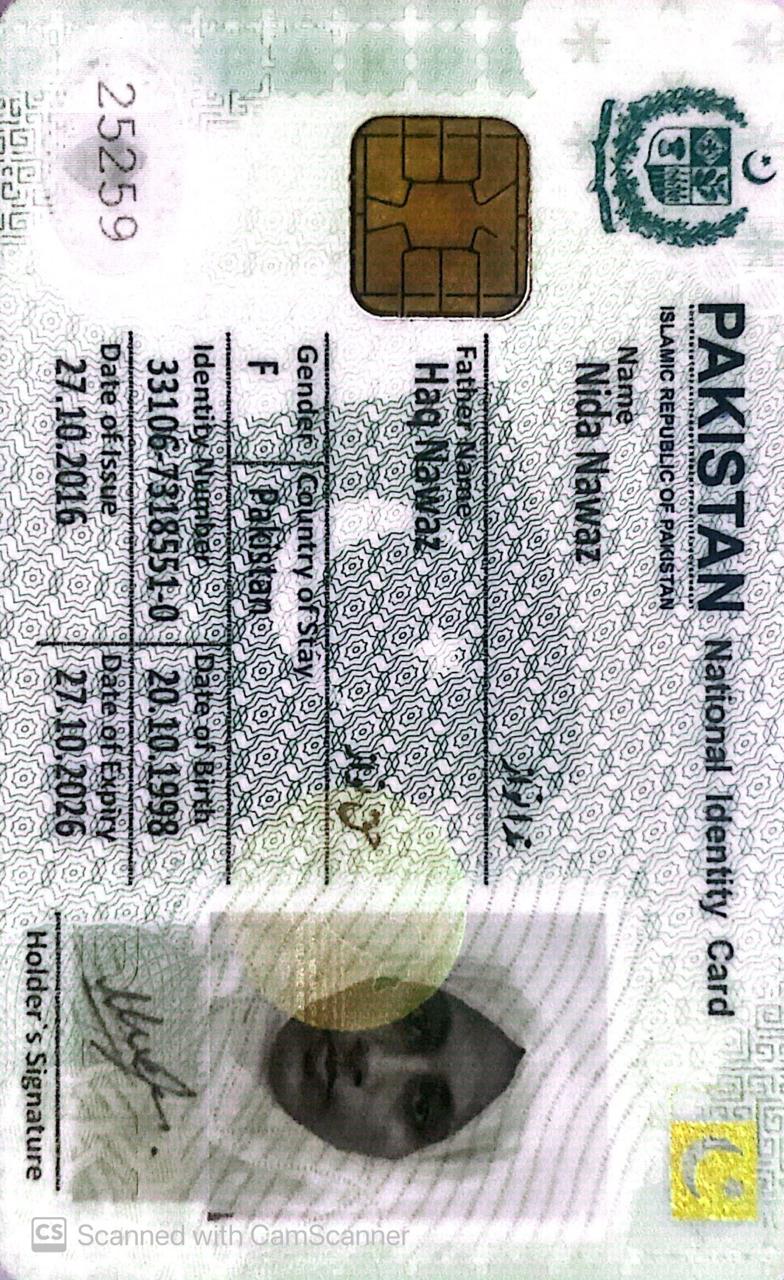 PAKISTAN National Identity Card
ISLAMIC REPUBLIC OF PAKISTAN
Name
Nida Nawaz
Father Name
Haq Nawaz
Gender
Country of Stay
F
Pakistan
Identity Number
Date of Birth
33106-7318551-0
20.10.1998
Date of Issue
Date of Expiry
27.10.2016
27.10.2026
25259
Holder's Signature
CS Scanned with CamScanner